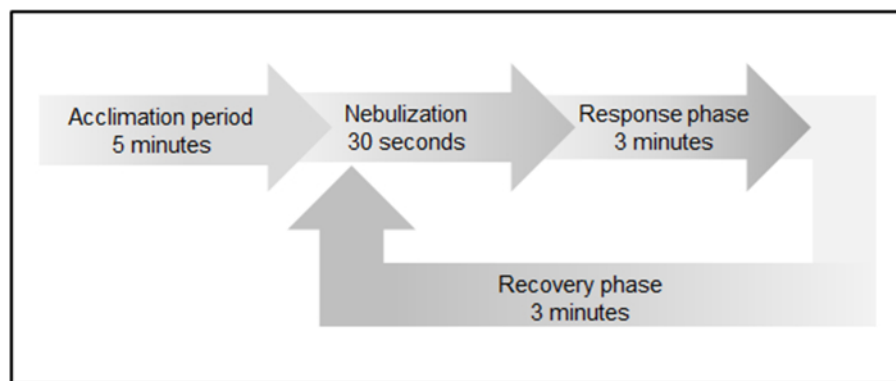 Acclimation period
5 minutes
Nebulization
30 seconds
Response phase
3 minutes
Recovery phase
3 minutes